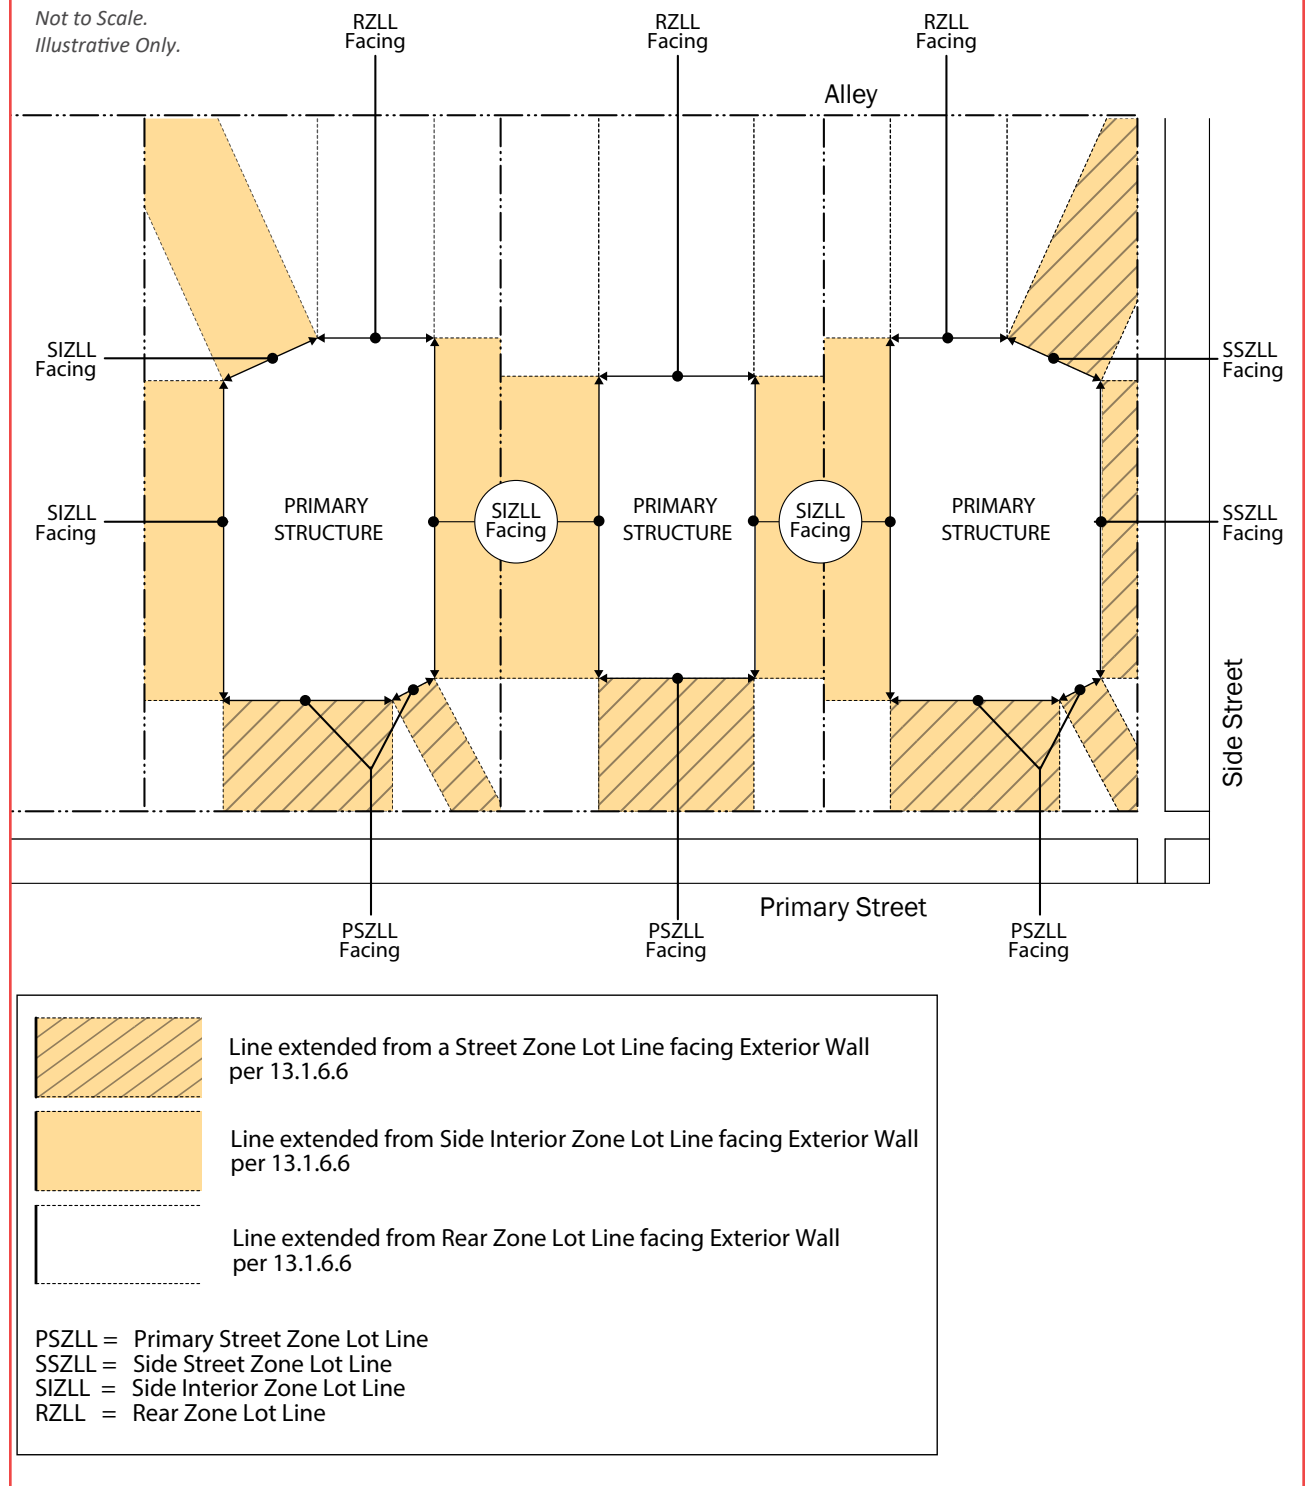 Not to Scale.
Illustrative Only.
RZLL
Facing
RZLL
Facing
RZLL
Facing
Alley
SIZLL
Facing
SSZLL
Facing
SIZLL
Facing
PRIMARY
STRUCTURE
SIZLL
Facing
PRIMARY
STRUCTURE
SIZLL
Facing
PRIMARY
STRUCTURE
SSZLL
Facing
Side Street
Primary Street
PSZLL
Facing
PSZLL
Facing
PSZLL
Facing
Line extended from a Street Zone Lot Line facing Exterior Wall
per 13.1.6.6
Line extended from Side Interior Zone Lot Line facing Exterior Wall
per 13.1.6.6
Line extended from Rear Zone Lot Line facing Exterior Wall
per 13.1.6.6
PSZLL = Primary Street Zone Lot Line
SSZLL = Side Street Zone Lot Line
SIZLL = Side Interior Zone Lot Line
RZLL = Rear Zone Lot Line